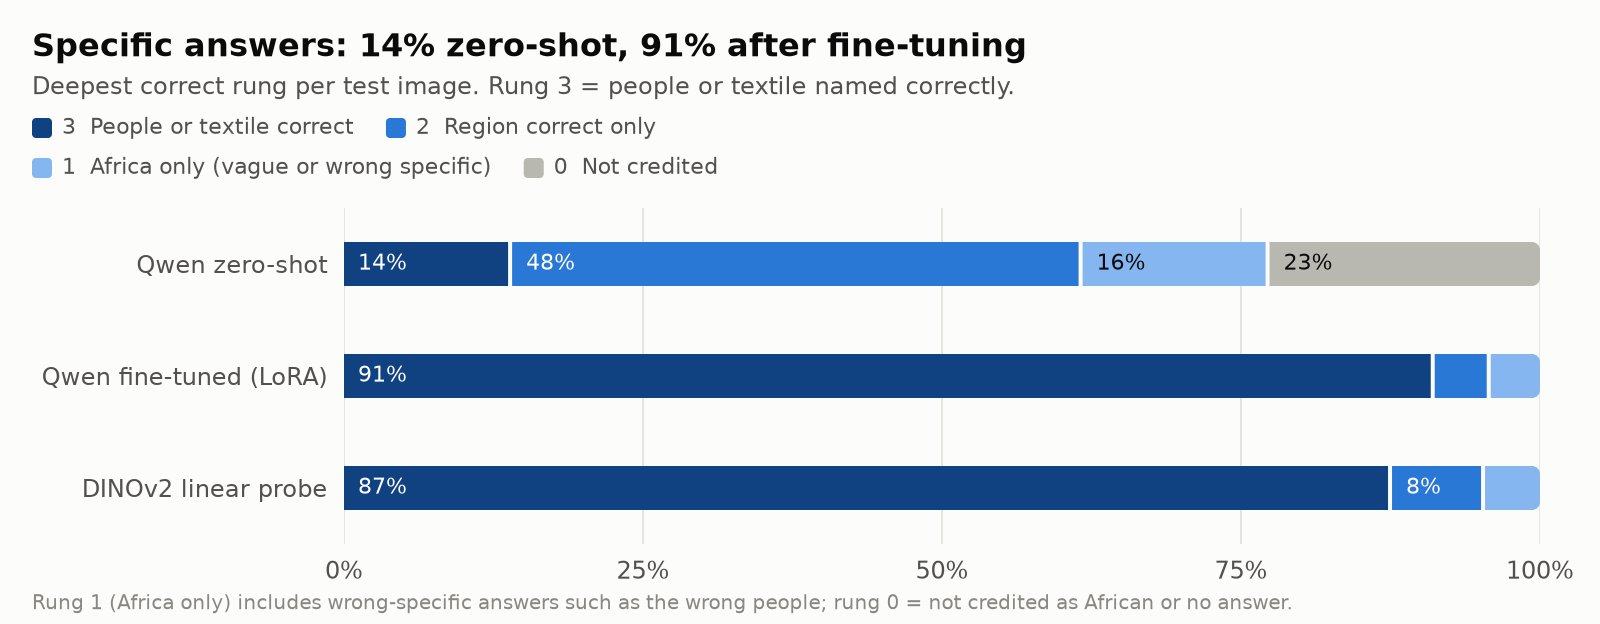 Specific answers: 14% zero-shot, 91% after fine-tuning
Deepest correct rung per test image. Rung 3 = people or textile named correctly.
3 People or textile correct 2 Region correct only
1 Africa only (vague or wrong specific) 0 Not credited
Qwen zero-shot 14% 48% 16% 23%
Qwen fine-tuned (LoRA) 91%
DINOv2 linear probe 87% 8%
0% 25% 50% 75% 100%
Rung 1 (Africa only) includes wrong-specific answers such as the wrong people; rung 0 = not credited as African or no answer.